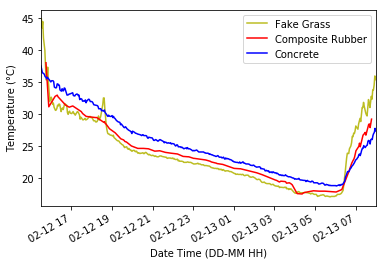 Fake Grass
Composite Rubber
Concrete
45
40
35
30
25
20
Temperature (°C)
02-12 17
02-12 19
02-12 21
02-12 23
02-13 01
02-13 03
02-13 05
02-13 07
Date Time (DD-MM HH)